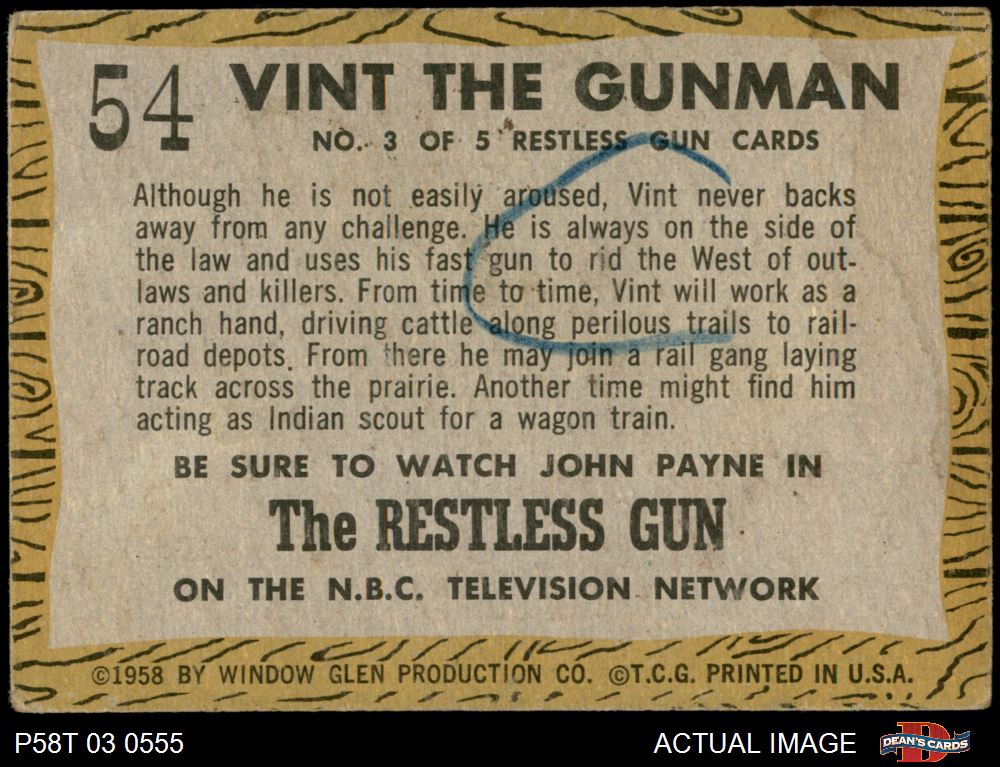 54 VINT THE GUNMAN
NO. 3 OF 5 RESTLESS GUN CARDS
Although he is not easily aroused, Vint never backs
away from any challenge. He is always on the side of
the law and uses his fast gun to rid the West of out-
laws and killers. From time to time, Vint will work as a
ranch hand, driving cattle along perilous trails to rail-
road depots. From there he may join a rail gang laying
track across the prairie. Another time might find him
acting as Indian scout for a wagon train.
BE SURE TO WATCH JOHN PAYNE IN
The RESTLESS GUN
ON THE N.B.C. TELEVISION NETWORK
©1958 BY WINDOW GLEN PRODUCTION CO. ©T.C.G. PRINTED IN U.S.A.
P58T 03 0555
ACTUAL IMAGE
DEAN'S CARDS